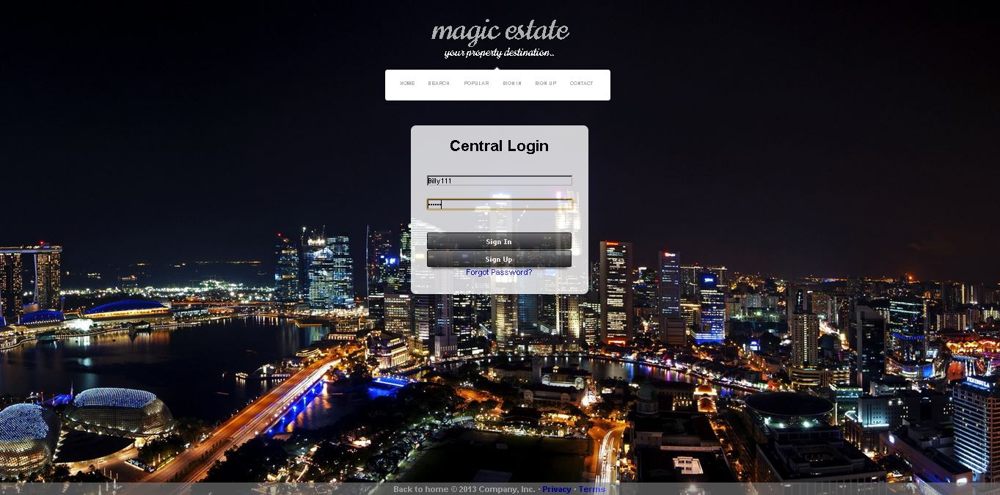 magic estate
your property destination..
HOME SEARCH POPULAR SIGN IN SIGN UP CONTACT
Central Login
Billy111
••••••
Sign In
Sign Up
Forgot Password?
Back to home © 2013 Company, Inc. · Privacy · Terms